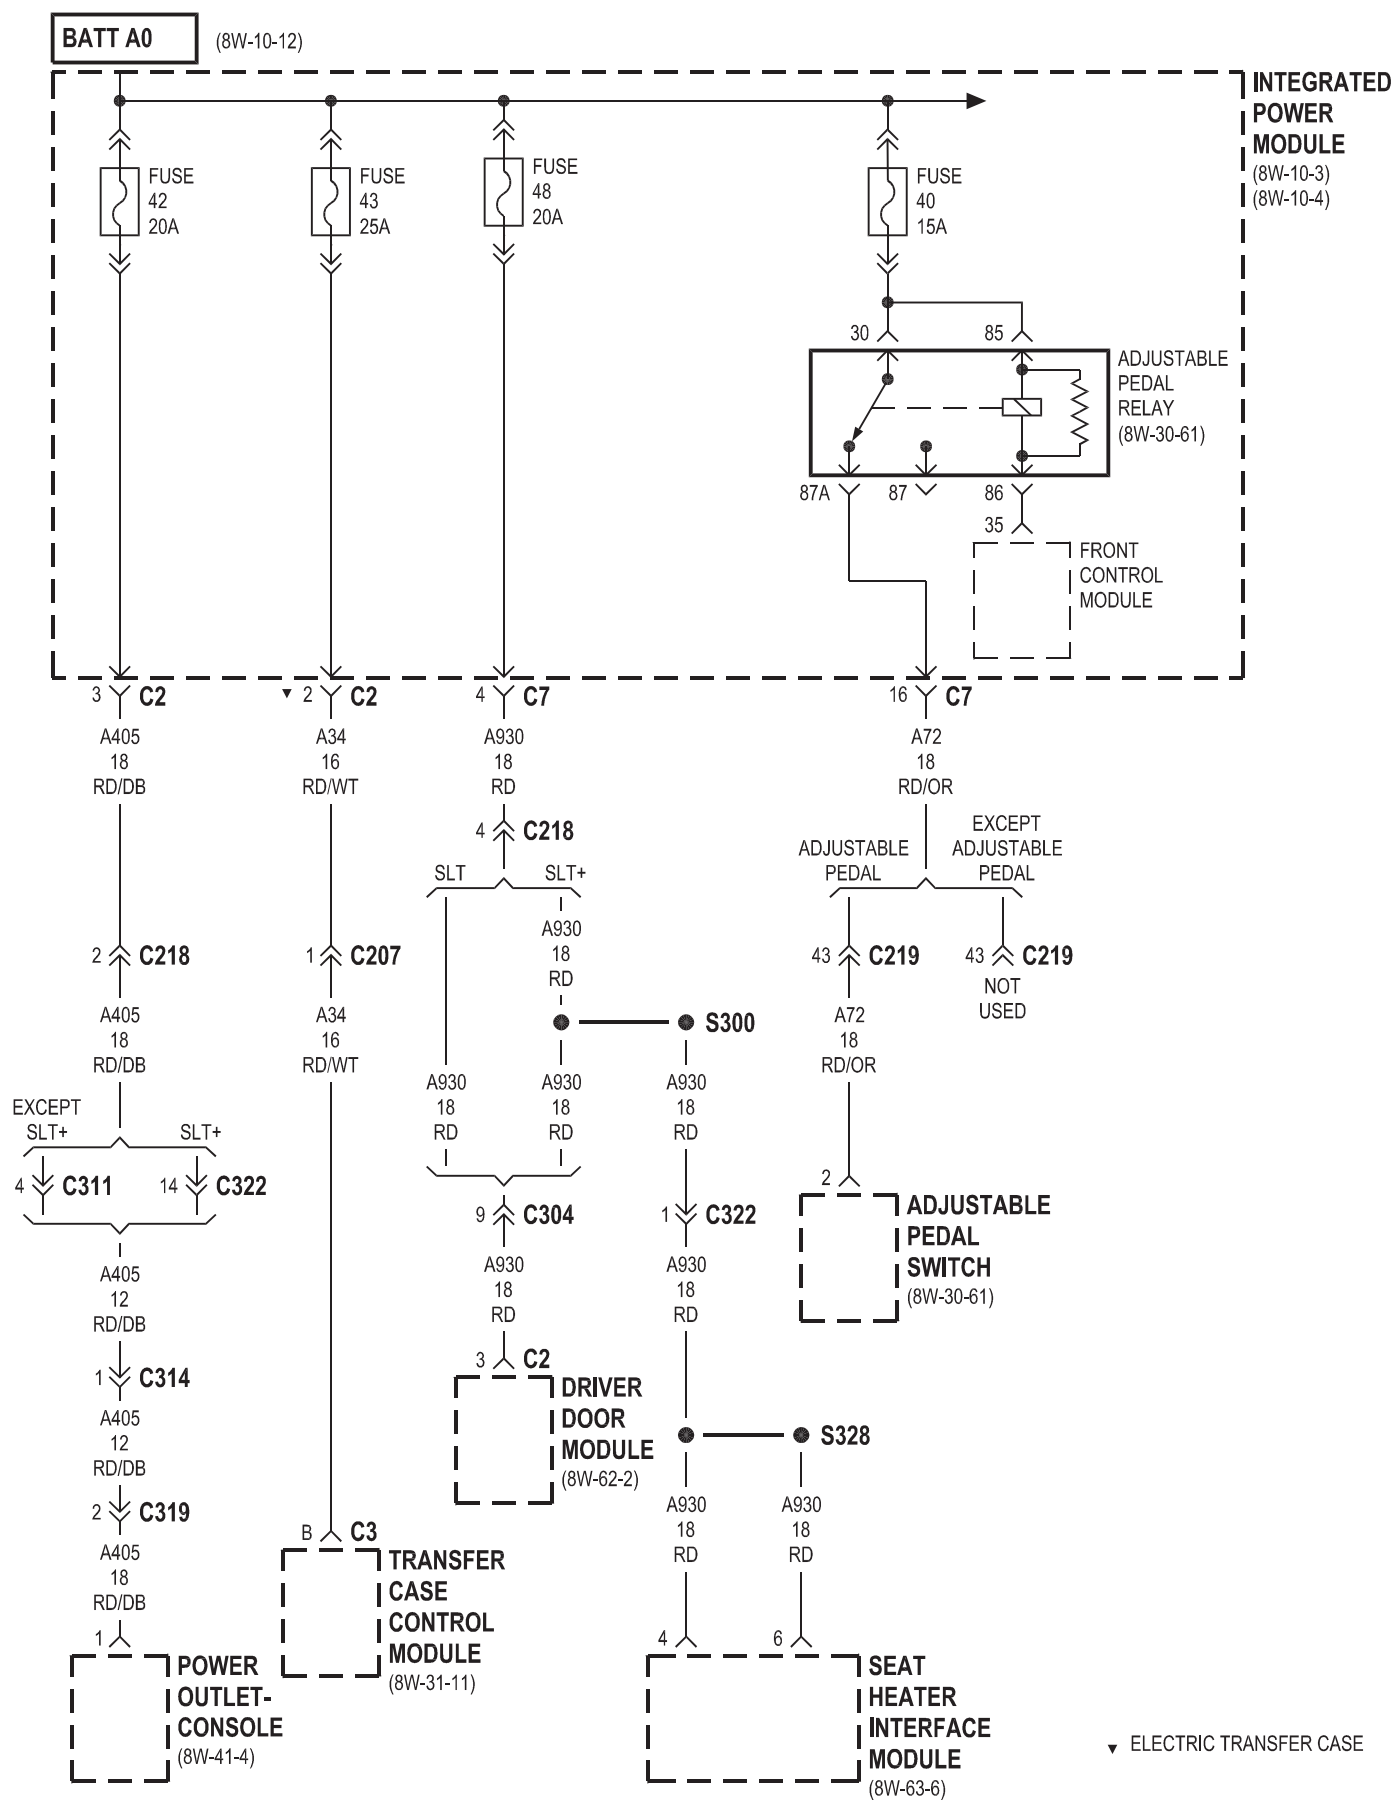 BATT A0 (8W-10-12)
INTEGRATED
POWER
MODULE
(8W-10-3)
(8W-10-4)
FUSE
42
20A
FUSE
43
25A
FUSE
48
20A
FUSE
40
15A
30 85
ADJUSTABLE
PEDAL
RELAY
(8W-30-61)
87A 87 86
35
FRONT
CONTROL
MODULE
3 C2
▼ 2 C2
4 C7
16 C7
A405
18
RD/DB
A34
16
RD/WT
A930
18
RD
A72
18
RD/OR
4 C218
SLT SLT+
ADJUSTABLE
PEDAL
EXCEPT
ADJUSTABLE
PEDAL
A930
18
RD
2 C218
1 C207
43 C219
43 C219
NOT
USED
A405
18
RD/DB
A34
16
RD/WT
S300
A72
18
RD/OR
A930
18
RD
A930
18
RD
A930
18
RD
EXCEPT
SLT+
SLT+
4 C311
14 C322
9 C304
1 C322
2
ADJUSTABLE
PEDAL
SWITCH
(8W-30-61)
A405
12
RD/DB
A930
18
RD
A930
18
RD
1 C314
3 C2
DRIVER
DOOR
MODULE
(8W-62-2)
A405
12
RD/DB
S328
2 C319
A930
18
RD
A930
18
RD
B C3
TRANSFER
CASE
CONTROL
MODULE
(8W-31-11)
A405
18
RD/DB
1
POWER
OUTLET-
CONSOLE
(8W-41-4)
4 6
SEAT
HEATER
INTERFACE
MODULE
(8W-63-6)
▼ ELECTRIC TRANSFER CASE